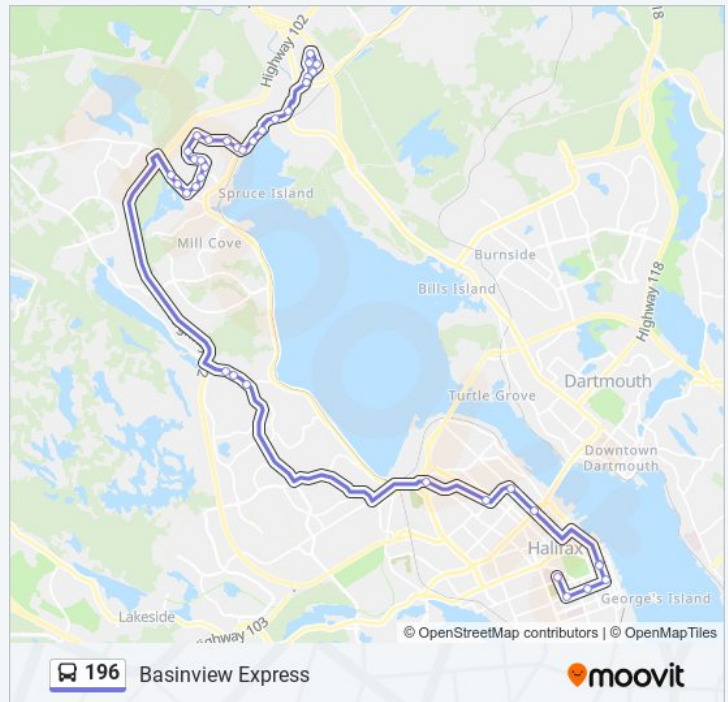 Highway 102
118
Spruce Island
Mill Cove
Burnside
Bills Island
Highway 118
Turtle Grove
Dartmouth
Downtown
Dartmouth
Halifax
George's Island
Lakeside
Highway 103
© OpenStreetMap contributors | © OpenMapTiles
196 Basinview Express
moovit